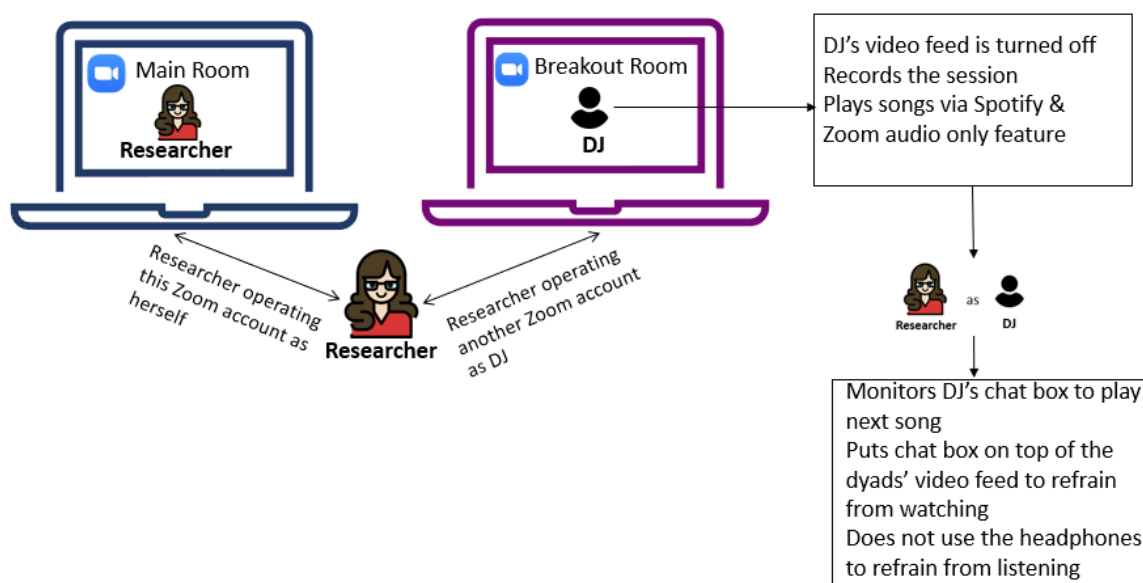 Main Room
Researcher
Breakout Room
DJ
DJ's video feed is turned off
Records the session
Plays songs via Spotify &
Zoom audio only feature
Researcher operating
this Zoom account as
herself
Researcher
Researcher operating
another Zoom account
as DJ
Researcher
as
DJ
Monitors DJ's chat box to play
next song
Puts chat box on top of the
dyads' video feed to refrain
from watching
Does not use the headphones
to refrain from listening